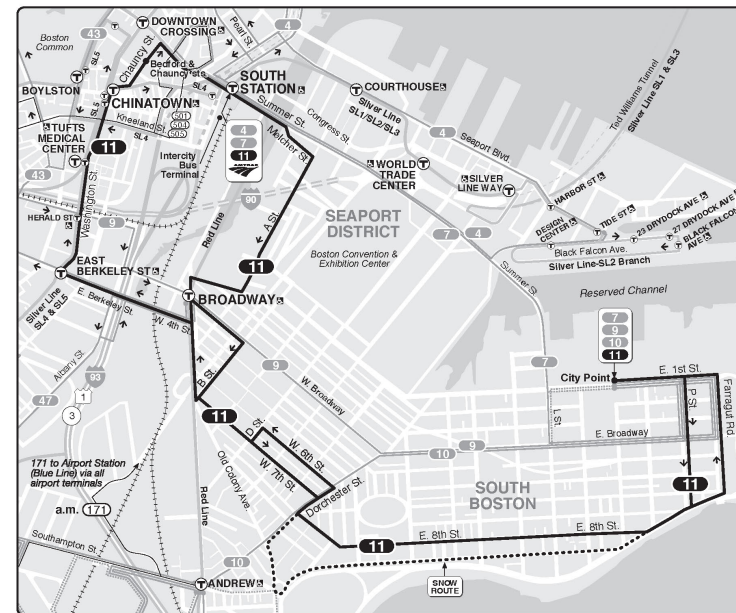 DOWNTOWN
CROSSING
Pearl St.
4
43
Boston
Common
SL5
Chauncy St.
Bedford &
Chauncy sts.
SL4
SOUTH
STATION
COURTHOUSE
Silver Line
SL1/SL2/SL3
BOYLSTON
CHINATOWN
SL5
Kneeland St.
SL4
501
504
505
Summer St.
Congress St.
Melcher St.
4
Seaport Blvd.
Ted Williams Tunnel
Silver Line SL1 & SL3
TUFTS
MEDICAL
CENTER
11
Intercity
Bus
Terminal
4
7
11
AMTRAK
WORLD
TRADE
CENTER
SILVER
LINE WAY
43
Washington St.
90
HARBOR ST
HERALD ST
9
Red Line
A St
SEAPORT
DISTRICT
7
4
DESIGN
CENTER
TIDE ST
23 DRYDOCK AVE
27 DRYDOCK AVE
BLACK FALCON
AVE
Black Falcon Ave.
Silver Line-SL2 Branch
Boston Convention &
Exhibition Center
EAST
BERKELEY ST
11
Summer St.
Reserved Channel
Silver Line
SL4 & SL5
E. Berkeley St.
BROADWAY
W. 4th St.
7
9
10
11
Albany St.
93
B St.
9
W. Broadway
7
City Point
E. 1st St.
47
1
3
L St
P St.
Farragut Rd
11
D St
W. 6th St.
W. 7th St.
10
9
E. Broadway
171 to Airport Station
(Blue Line) via all
airport terminals
Old Colony Ave.
Dorchester St.
SOUTH
BOSTON
11
a.m.
171
Red Line
Southampton St.
10
11
E. 8th St.
E. 8th St.
ANDREW
SNOW
ROUTE